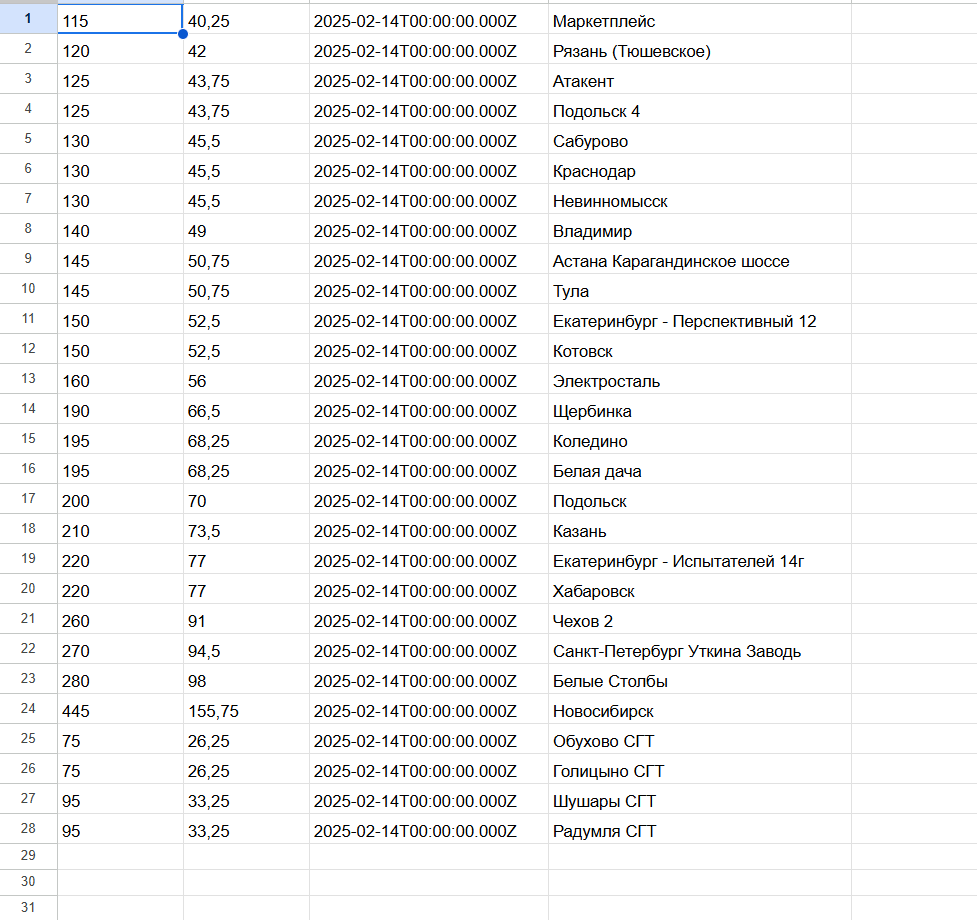 1 115 40,25 2025-02-14T00:00:00.000Z Маркетплейс
2 120 42 2025-02-14T00:00:00.000Z Рязань (Тюшевское)
3 125 43,75 2025-02-14T00:00:00.000Z Атакент
4 125 43,75 2025-02-14T00:00:00.000Z Подольск 4
5 130 45,5 2025-02-14T00:00:00.000Z Сабурово
6 130 45,5 2025-02-14T00:00:00.000Z Краснодар
7 130 45,5 2025-02-14T00:00:00.000Z Невинномысск
8 140 49 2025-02-14T00:00:00.000Z Владимир
9 145 50,75 2025-02-14T00:00:00.000Z Астана Карагандинское шоссе
10 145 50,75 2025-02-14T00:00:00.000Z Тула
11 150 52,5 2025-02-14T00:00:00.000Z Екатеринбург - Перспективный 12
12 150 52,5 2025-02-14T00:00:00.000Z Котовск
13 160 56 2025-02-14T00:00:00.000Z Электросталь
14 190 66,5 2025-02-14T00:00:00.000Z Щербинка
15 195 68,25 2025-02-14T00:00:00.000Z Коледино
16 195 68,25 2025-02-14T00:00:00.000Z Белая дача
17 200 70 2025-02-14T00:00:00.000Z Подольск
18 210 73,5 2025-02-14T00:00:00.000Z Казань
19 220 77 2025-02-14T00:00:00.000Z Екатеринбург - Испытателей 14г
20 220 77 2025-02-14T00:00:00.000Z Хабаровск
21 260 91 2025-02-14T00:00:00.000Z Чехов 2
22 270 94,5 2025-02-14T00:00:00.000Z Санкт-Петербург Уткина Заводь
23 280 98 2025-02-14T00:00:00.000Z Белые Столбы
24 445 155,75 2025-02-14T00:00:00.000Z Новосибирск
25 75 26,25 2025-02-14T00:00:00.000Z Обухово СГТ
26 75 26,25 2025-02-14T00:00:00.000Z Голицыно СГТ
27 95 33,25 2025-02-14T00:00:00.000Z Шушары СГТ
28 95 33,25 2025-02-14T00:00:00.000Z Радумля СГТ
29
30
31